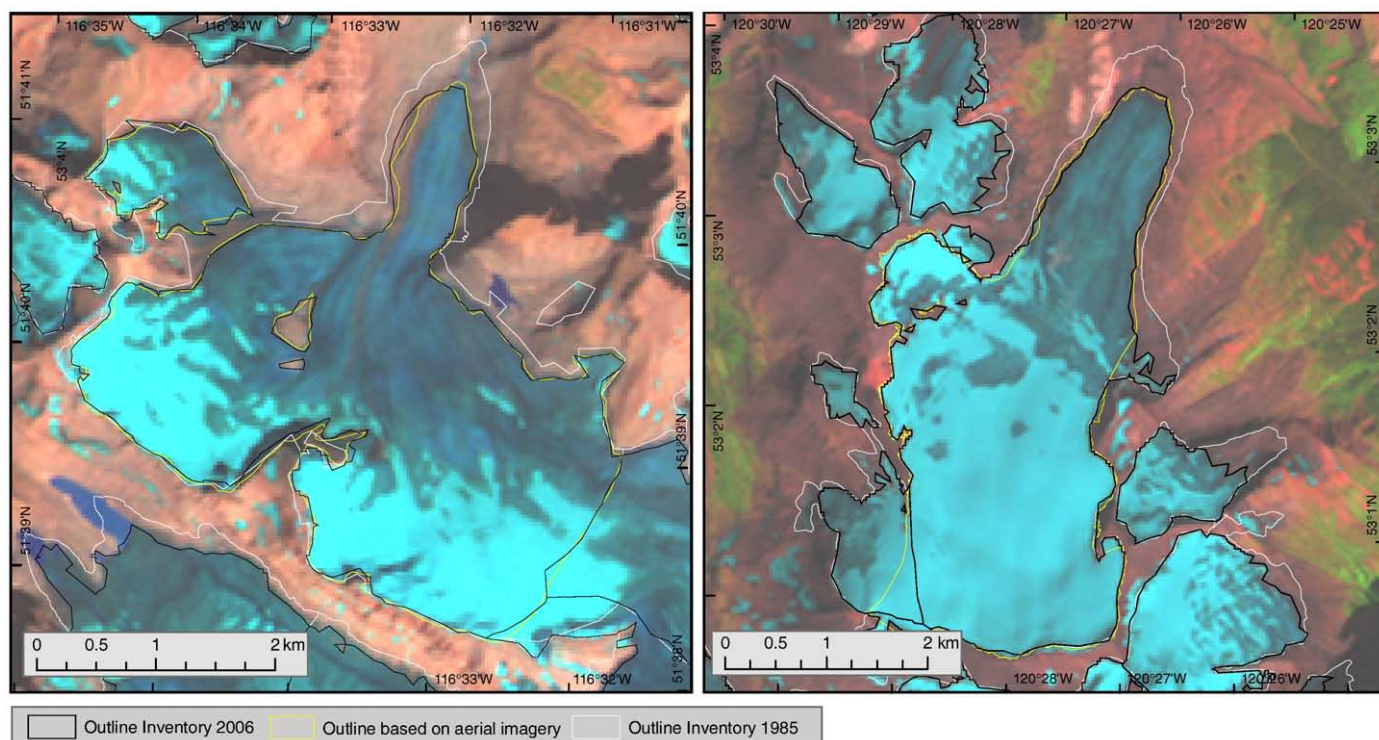 116°35'W 116°34'W 116°33'W 116°32'W 116°31'W
120°30'W 120°29'W 120°28'W 120°27'W 120°26'W 120°25'W
51°41'N
53°4'N
51°40'N
51°40'N
51°39'N
51°39'N
51°38'N
53°4'N
53°3'N
53°3'N
53°2'N
53°2'N
53°1'N
0 0.5 1 2 km
0 0.5 1 2 km
116°33'W 116°32'W
120°28'W 120°27'W 120°26'W
Outline Inventory 2006 Outline based on aerial imagery Outline Inventory 1985